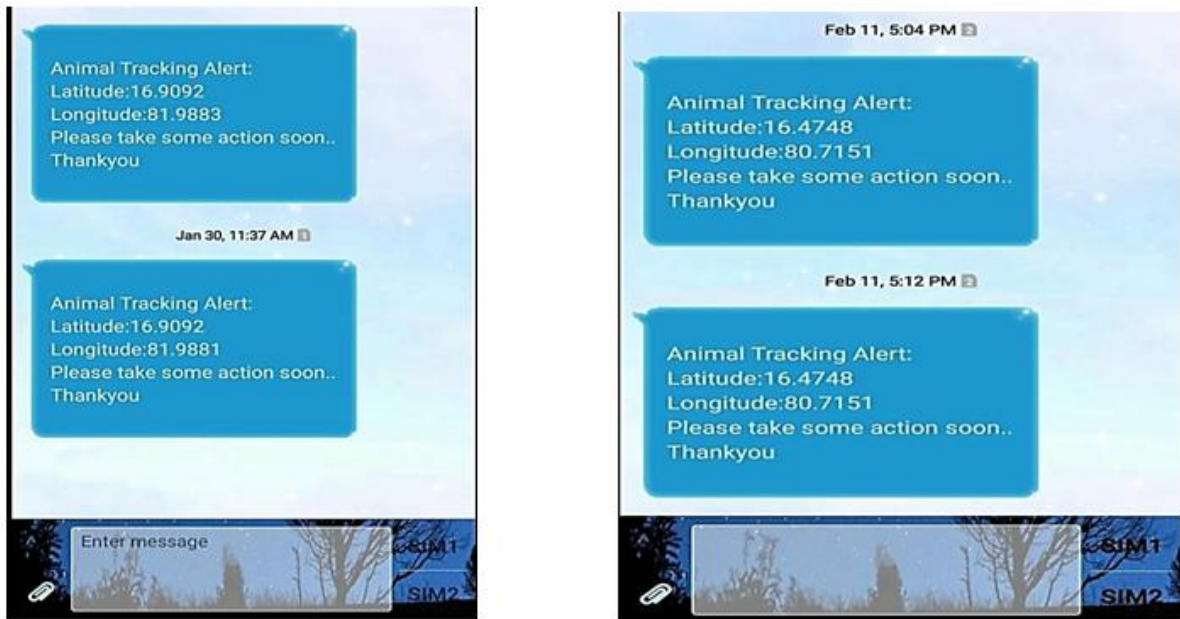 Animal Tracking Alert:
Latitude:16.9092
Longitude:81.9883
Please take some action soon..
Thankyou
Jan 30, 11:37 AM 1
Animal Tracking Alert:
Latitude:16.9092
Longitude:81.9881
Please take some action soon..
Thankyou
Enter message
SIM1
SIM2
Feb 11, 5:04 PM 2
Animal Tracking Alert:
Latitude:16.4748
Longitude:80.7151
Please take some action soon..
Thankyou
Feb 11, 5:12 PM 2
Animal Tracking Alert:
Latitude:16.4748
Longitude:80.7151
Please take some action soon..
Thankyou
SIM1
SIM2